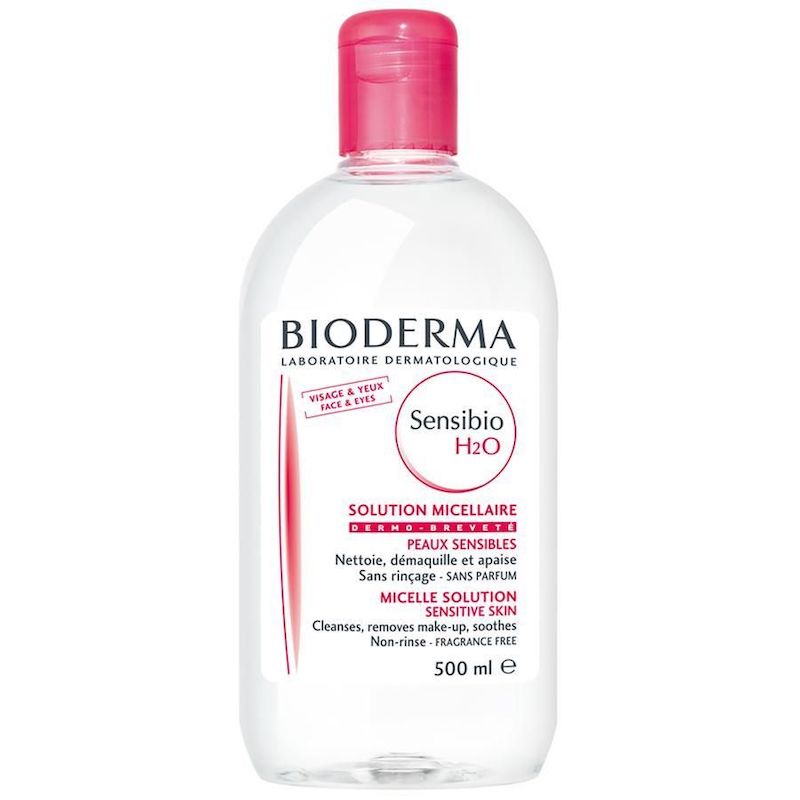 BIODERMA
LABORATOIRE DERMATOLOGIQUE
VISAGE & YEUX
FACE & EYES
Sensibio
H2O
SOLUTION MICELLAIRE
DERMO-BREVETÉ
PEAUX SENSIBLES
Nettoie, démaquille et apaise
Sans rinçage - SANS PARFUM
MICELLE SOLUTION
SENSITIVE SKIN
Cleanses, removes make-up, soothes
Non-rinse - FRAGRANCE FREE
500 ml ℮